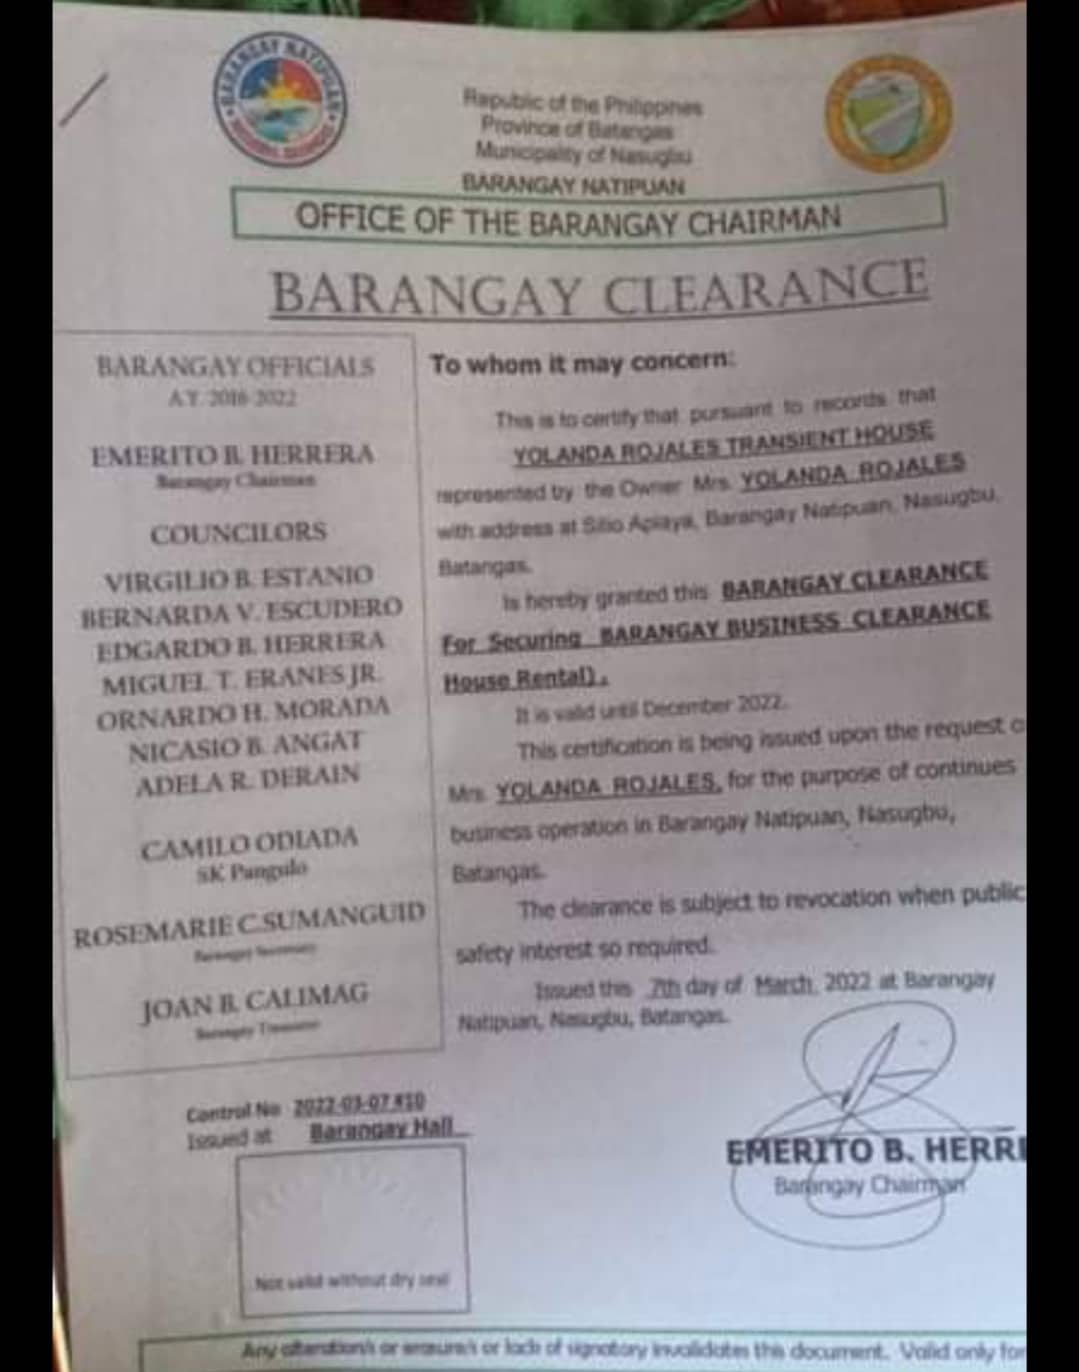 BARANGAY NATIPUAN
Republic of the Philippines
Province of Batangas
Municipality of Nasugbu
BARANGAY NATIPUAN
OFFICE OF THE BARANGAY CHAIRMAN
BARANGAY CLEARANCE
BARANGAY OFFICIALS
A.Y. 2018-2022
EMERITO B. HERRERA
Barangay Chairman
COUNCILORS
VIRGILIO B. ESTANIO
BERNARDA V. ESCUDERO
EDGARDO B. HERRERA
MIGUEL T. ERANES JR.
ORNARDO H. MORADA
NICASIO B. ANGAT
ADELA R. DERAIN
CAMILO ODIADA
SK Pangulo
ROSEMARIE C.SUMANGUID
Barangay Secretary
JOAN B. CALIMAG
Barangay Treasurer
To whom it may concern:
This is to certify that pursuant to records that
YOLANDA ROJALES TRANSIENT HOUSE
represented by the Owner Mrs. YOLANDA ROJALES
with address at Sitio Aplaya, Barangay Natipuan, Nasugbu,
Batangas.
Is hereby granted this BARANGAY CLEARANCE
For Securing BARANGAY BUSINESS CLEARANCE
House Rental).
It is valid until December 2022.
This certification is being issued upon the request o
Mrs. YOLANDA ROJALES, for the purpose of continues
business operation in Barangay Natipuan, Nasugbu,
Batangas.
The clearance is subject to revocation when public
safety interest so required.
Issued this 7th day of March, 2022 at Barangay
Natipuan, Nasugbu, Batangas.
Control No 2022-03-07 #10
Issued at Barangay Hall
EMERITO B. HERR
Barangay Chairman
Not valid without dry seal
Any alteration/s or erasure/s or lack of signatory invalidates this document. Valid only for